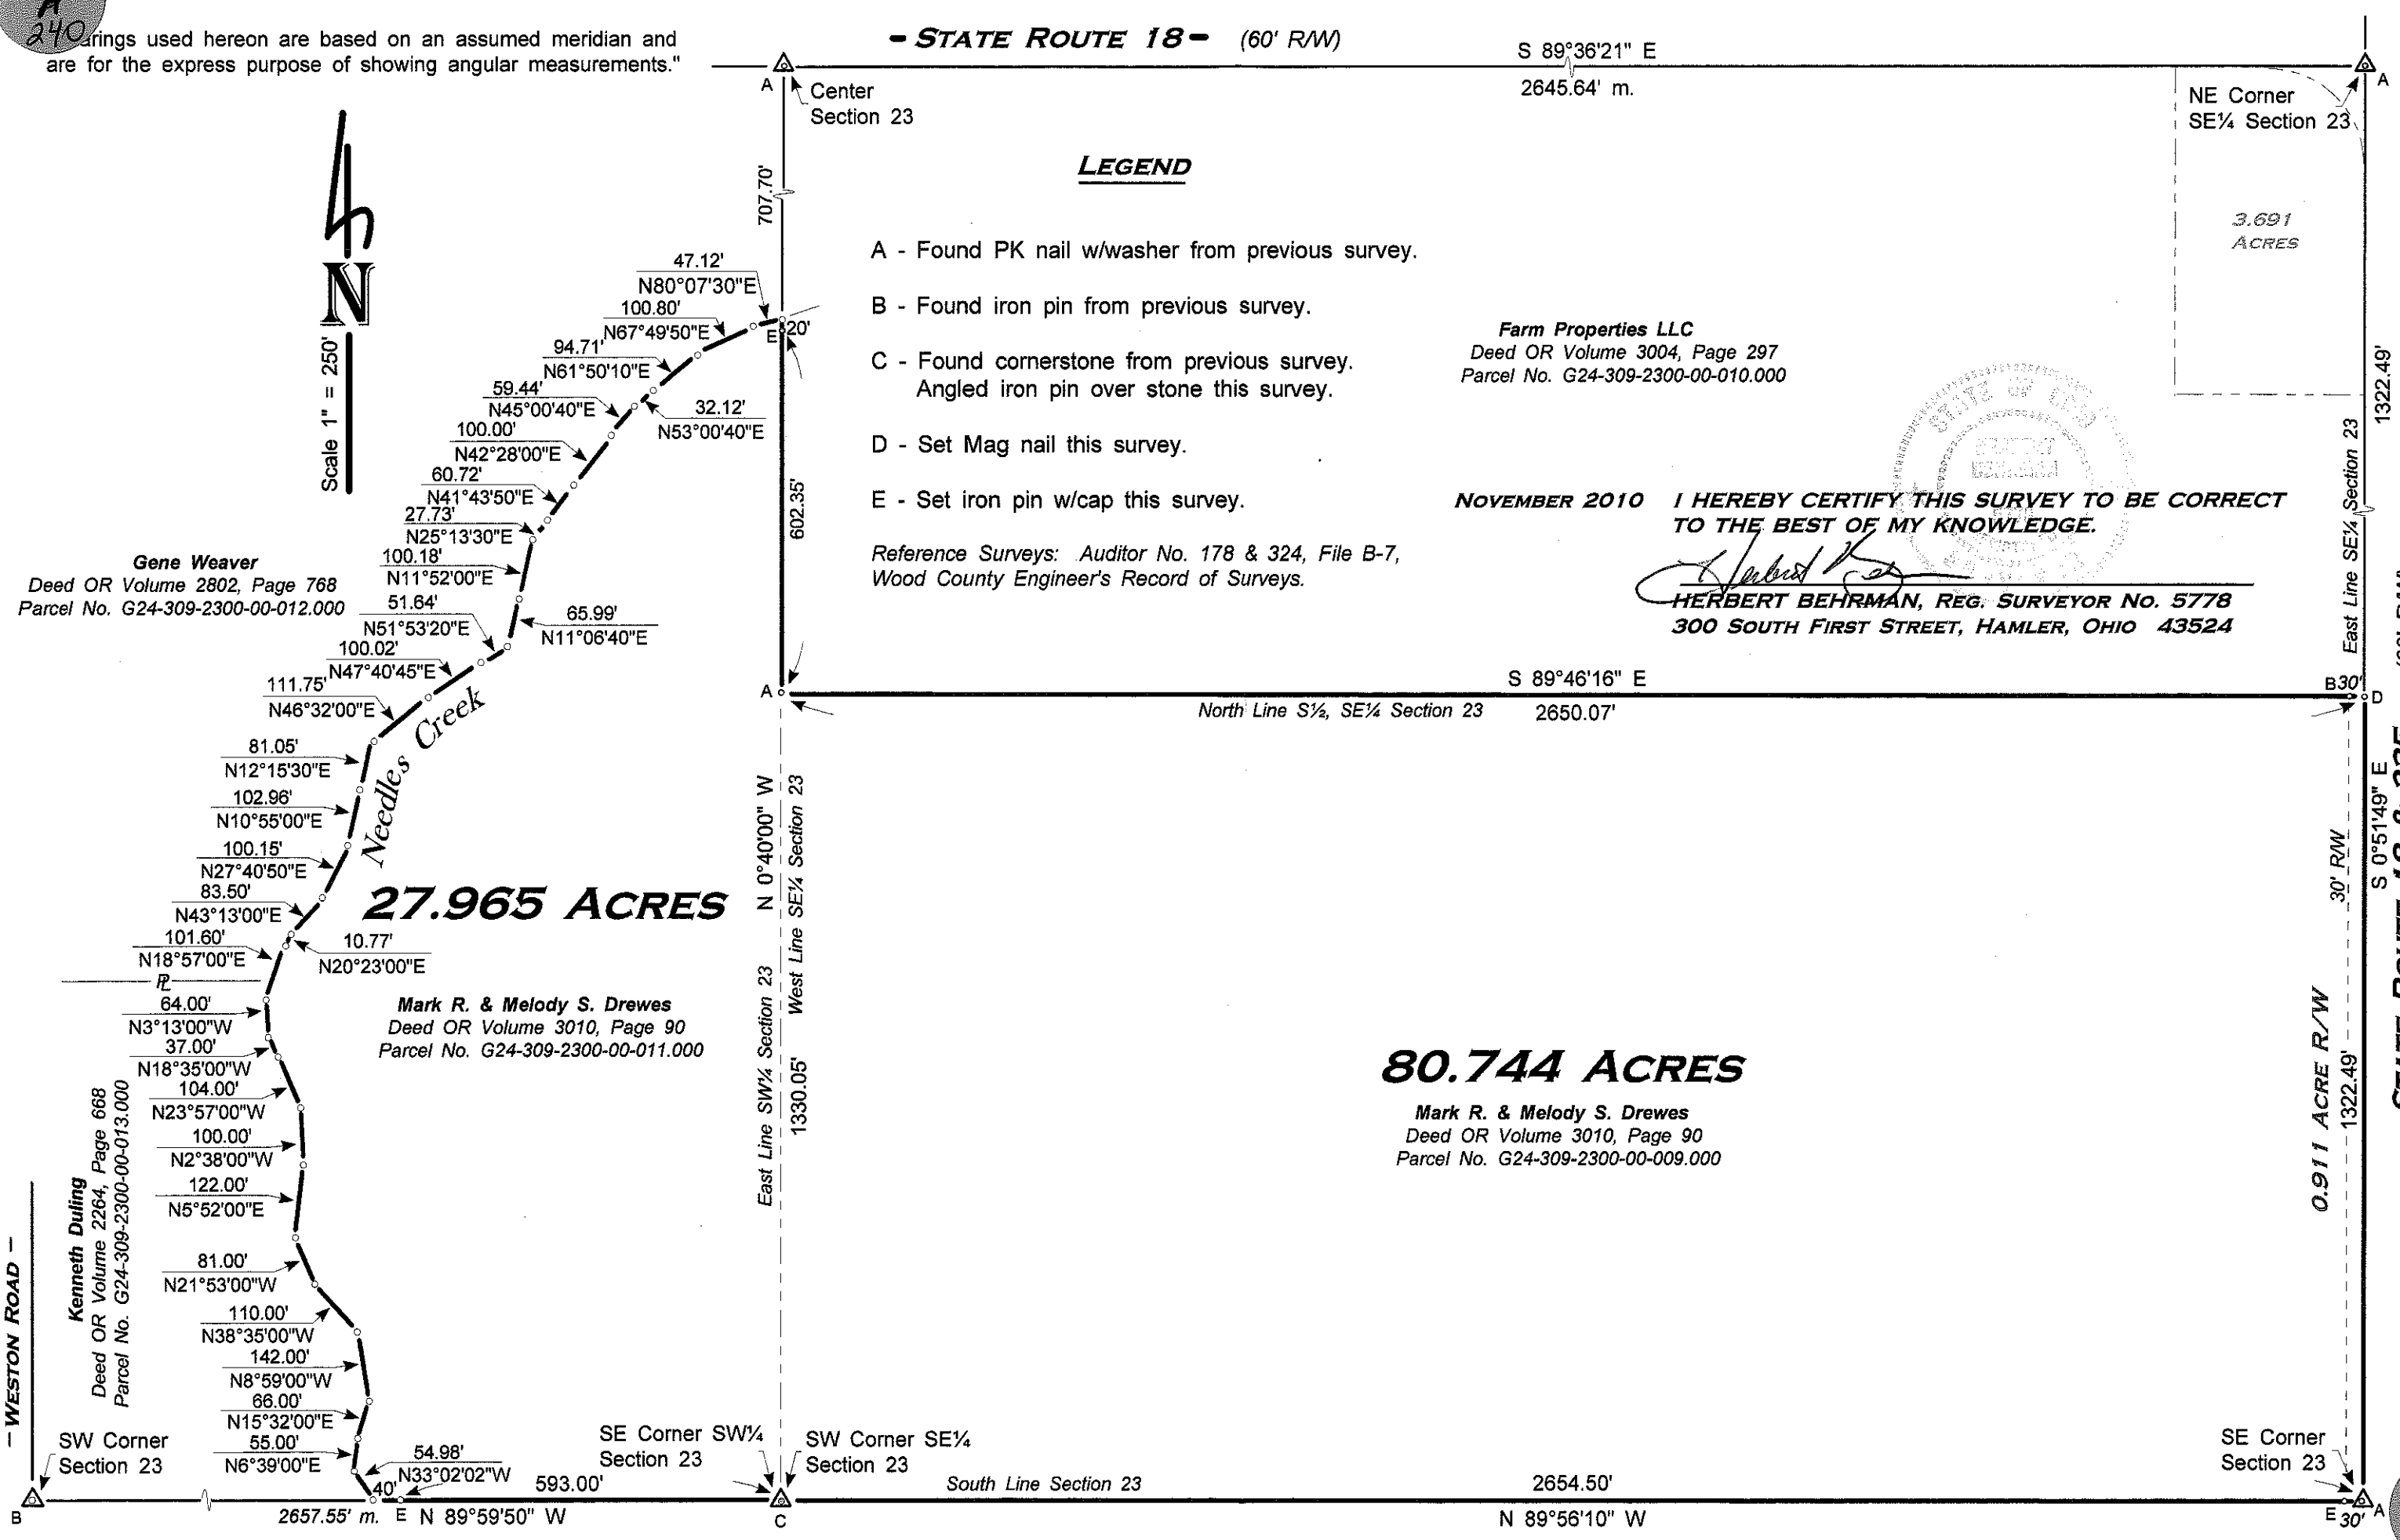 A
240
arings used hereon are based on an assumed meridian and
are for the express purpose of showing angular measurements."
- STATE ROUTE 18 - (60' R/W)
S 89°36'21" E
2645.64' m.
A
Center
Section 23
A
NE Corner
SE¼ Section 23
3.691
ACRES
N
Scale 1" = 250'
707.70'
LEGEND
A - Found PK nail w/washer from previous survey.
B - Found iron pin from previous survey.
C - Found cornerstone from previous survey.
Angled iron pin over stone this survey.
D - Set Mag nail this survey.
E - Set iron pin w/cap this survey.
Reference Surveys: Auditor No. 178 & 324, File B-7,
Wood County Engineer's Record of Surveys.
Farm Properties LLC
Deed OR Volume 3004, Page 297
Parcel No. G24-309-2300-00-010.000
STATE OF OHIO
NOVEMBER 2010
I HEREBY CERTIFY THIS SURVEY TO BE CORRECT
TO THE BEST OF MY KNOWLEDGE.
HERBERT BEHRMAN, REG. SURVEYOR NO. 5778
300 SOUTH FIRST STREET, HAMLER, OHIO 43524
1322.49'
East Line SE¼ Section 23
47.12'
N80°07'30"E
100.80'
N67°49'50"E
E
20'
94.71'
N61°50'10"E
59.44'
N45°00'40"E
32.12'
N53°00'40"E
100.00'
N42°28'00"E
60.72'
N41°43'50"E
27.73'
N25°13'30"E
100.18'
N11°52'00"E
602.35'
Gene Weaver
Deed OR Volume 2802, Page 768
Parcel No. G24-309-2300-00-012.000
51.64'
N51°53'20"E
65.99'
N11°06'40"E
100.02'
N47°40'45"E
111.75'
N46°32'00"E
Needles Creek
81.05'
N12°15'30"E
102.96'
N10°55'00"E
100.15'
N27°40'50"E
83.50'
N43°13'00"E
101.60'
N18°57'00"E
10.77'
N20°23'00"E
PL
64.00'
N3°13'00"W
37.00'
N18°35'00"W
104.00'
N23°57'00"W
100.00'
N2°38'00"W
122.00'
N5°52'00"E
81.00'
N21°53'00"W
110.00'
N38°35'00"W
142.00'
N8°59'00"W
66.00'
N15°32'00"E
55.00'
N6°39'00"E
54.98'
N33°02'02"W
27.965 ACRES
Mark R. & Melody S. Drewes
Deed OR Volume 3010, Page 90
Parcel No. G24-309-2300-00-011.000
A
S 89°46'16" E
North Line S½, SE¼ Section 23
2650.07'
B
30'
D
N 0°40'00" W
West Line SE¼ Section 23
East Line SW¼ Section 23
1330.05'
80.744 ACRES
Mark R. & Melody S. Drewes
Deed OR Volume 3010, Page 90
Parcel No. G24-309-2300-00-009.000
30' R/W
S 0°51'49" E
0.911 ACRE R/W
1322.49'
- WESTON ROAD -
Kenneth Duling
Deed OR Volume 2264, Page 668
Parcel No. G24-309-2300-00-013.000
SW Corner
Section 23
B
2657.55' m.
40'
E
593.00'
N 89°59'50" W
SE Corner SW¼
Section 23
C
SW Corner SE¼
Section 23
South Line Section 23
2654.50'
N 89°56'10" W
SE Corner
Section 23
E
30'
A